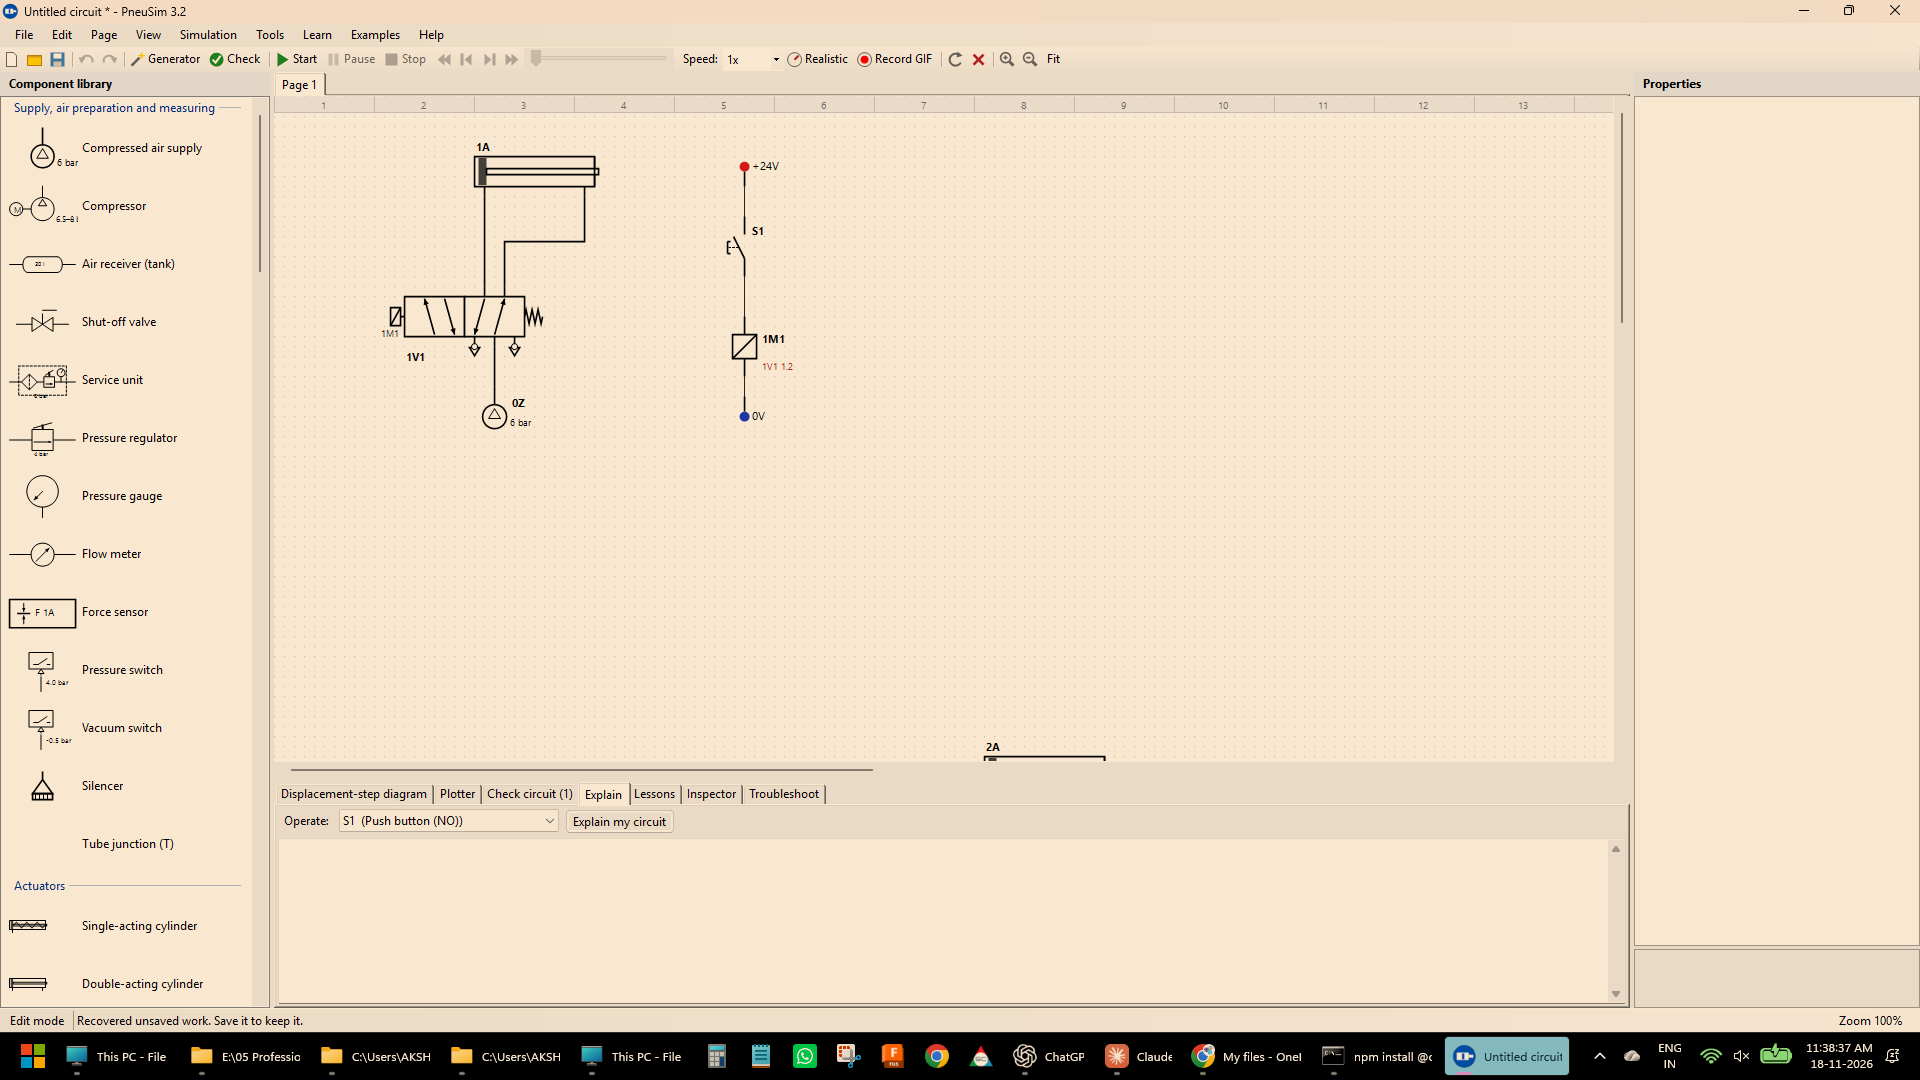 Untitled circuit * - PneuSim 3.2
File Edit Page View Simulation Tools Learn Examples Help
Generator Check Start Pause Stop Speed: 1x Realistic Record GIF Fit
Component library
Page 1
Properties
1 2 3 4 5 6 7 8 9 10 11 12 13
Supply, air preparation and measuring
Compressed air supply
6 bar
Compressor
M
Air receiver (tank)
Shut-off valve
Service unit
Pressure regulator
Pressure gauge
Flow meter
F 1A
Force sensor
Pressure switch
4.0 bar
Vacuum switch
-0.5 bar
Silencer
Tube junction (T)
Actuators
Single-acting cylinder
Double-acting cylinder
1A
+24V
S1
1M1
1V1
1M1
1V1 1.2
0Z
6 bar
0V
2A
Displacement-step diagram Plotter Check circuit (1) Explain Lessons Inspector Troubleshoot
Operate: S1 (Push button (NO)) Explain my circuit
Edit mode Recovered unsaved work. Save it to keep it. Zoom 100%
This PC - File E:\05 Professio C:\Users\AKSH C:\Users\AKSH This PC - File ChatGP Claude My files - OneI npm install @c Untitled circuit
ENG
IN
11:38:37 AM
18-11-2026